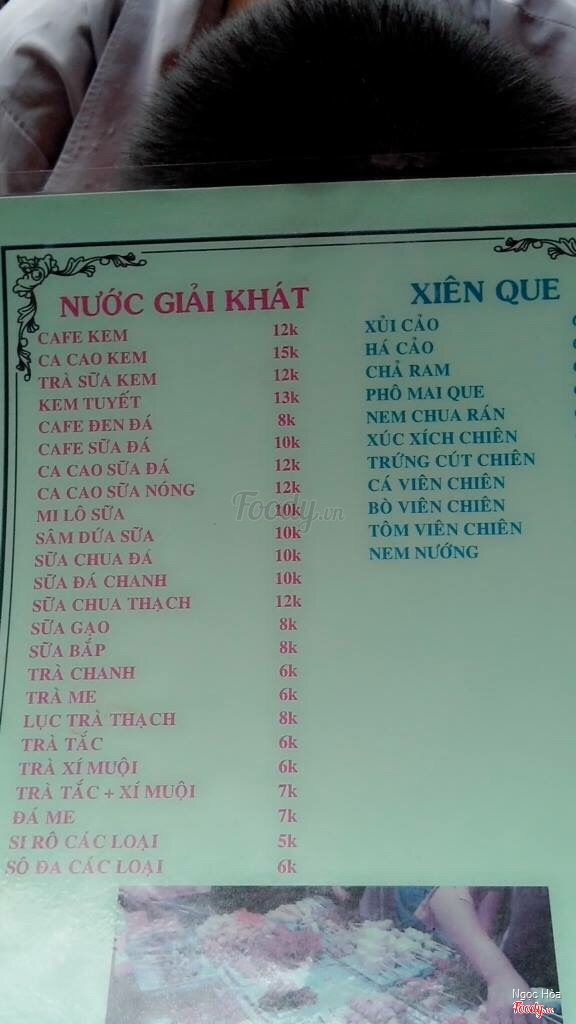 NƯỚC GIẢI KHÁT
CAFE KEM 12k
CA CAO KEM 15k
TRÀ SỮA KEM 12k
KEM TUYẾT 13k
CAFE ĐEN ĐÁ 8k
CAFE SỮA ĐÁ 10k
CA CAO SỮA ĐÁ 12k
CA CAO SỮA NÓNG 12k
MI LÔ SỮA 10k
SÂM DỨA SỮA 10k
SỮA CHUA ĐÁ 10k
SỮA ĐÁ CHANH 10k
SỮA CHUA THẠCH 12k
SỮA GẠO 8k
SỮA BẮP 8k
TRÀ CHANH 6k
TRÀ ME 6k
LỤC TRÀ THẠCH 8k
TRÀ TẮC 6k
TRÀ XÍ MUỘI 6k
TRÀ TẮC + XÍ MUỘI 7k
ĐÁ ME 7k
SI RÔ CÁC LOẠI 5k
SÔ ĐA CÁC LOẠI 6k
XIÊN QUE
XỦI CẢO
HÁ CẢO
CHẢ RAM
PHÔ MAI QUE
NEM CHUA RÁN
XÚC XÍCH CHIÊN
TRỨNG CÚT CHIÊN
CÁ VIÊN CHIÊN
BÒ VIÊN CHIÊN
TÔM VIÊN CHIÊN
NEM NƯỚNG
Foody.vn
Ngọc Hòa
Foody.vn